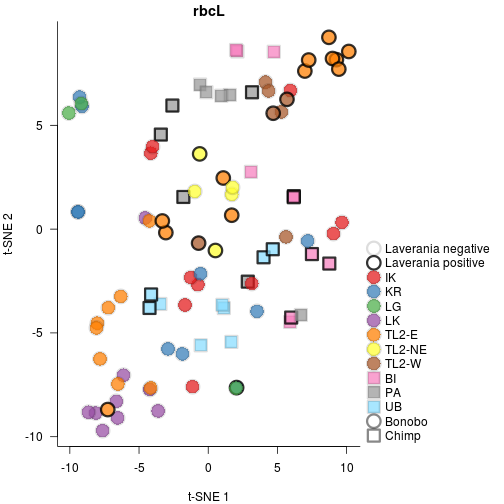 rbcL
t-SNE 2
5
0
-5
-10
-10
-5
0
5
10
t-SNE 1
Laverania negative
Laverania positive
IK
KR
LG
LK
TL2-E
TL2-NE
TL2-W
BI
PA
UB
Bonobo
Chimp